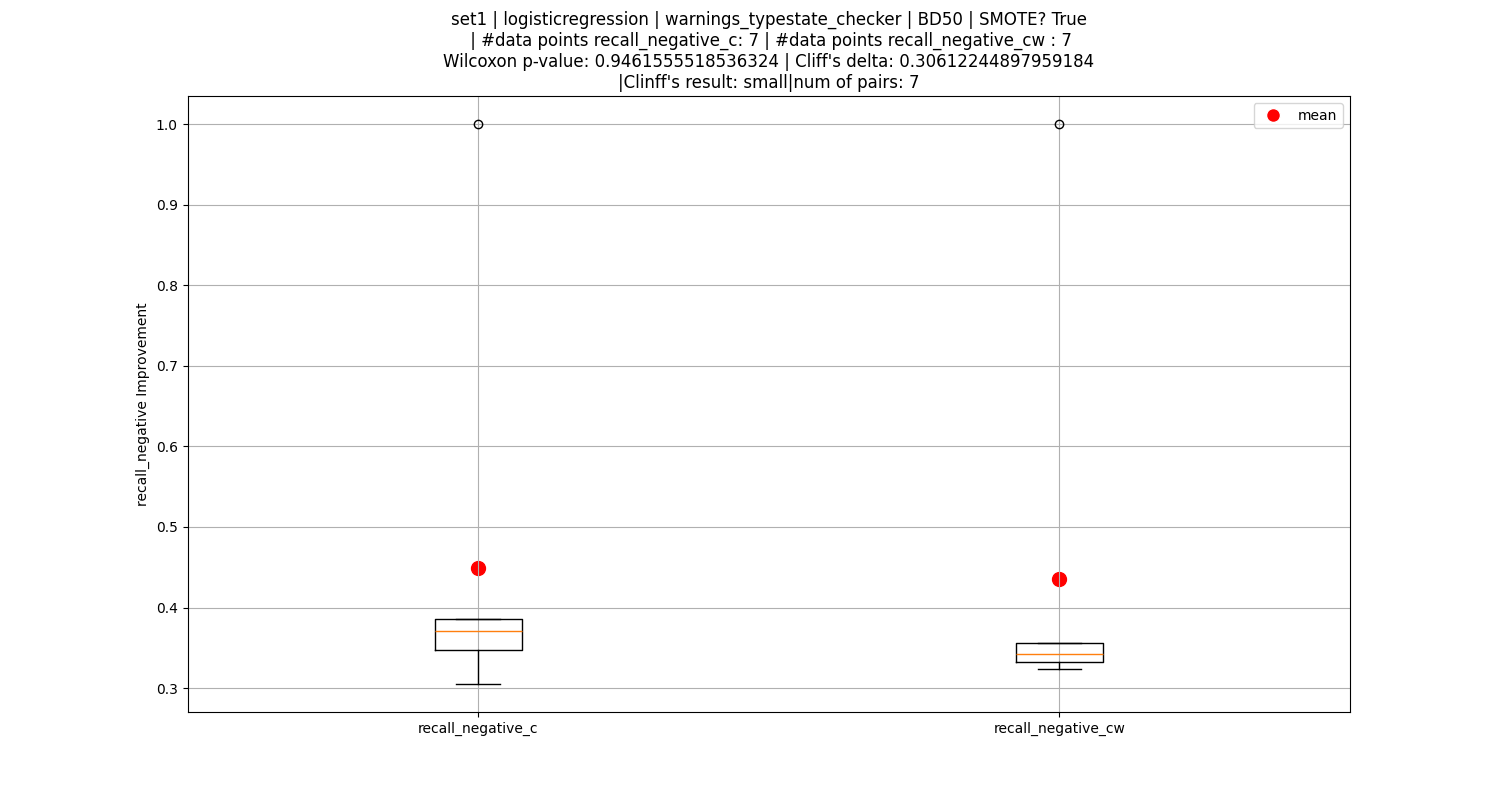 set1 | logisticregression | warnings_typestate_checker | BD50 | SMOTE? True
| #data points recall_negative_c: 7 | #data points recall_negative_cw : 7
Wilcoxon p-value: 0.9461555518536324 | Cliff's delta: 0.30612244897959184
|Clinff's result: small|num of pairs: 7
mean
1.0
0.9
0.8
0.7
0.6
0.5
0.4
0.3
recall_negative Improvement
recall_negative_c
recall_negative_cw